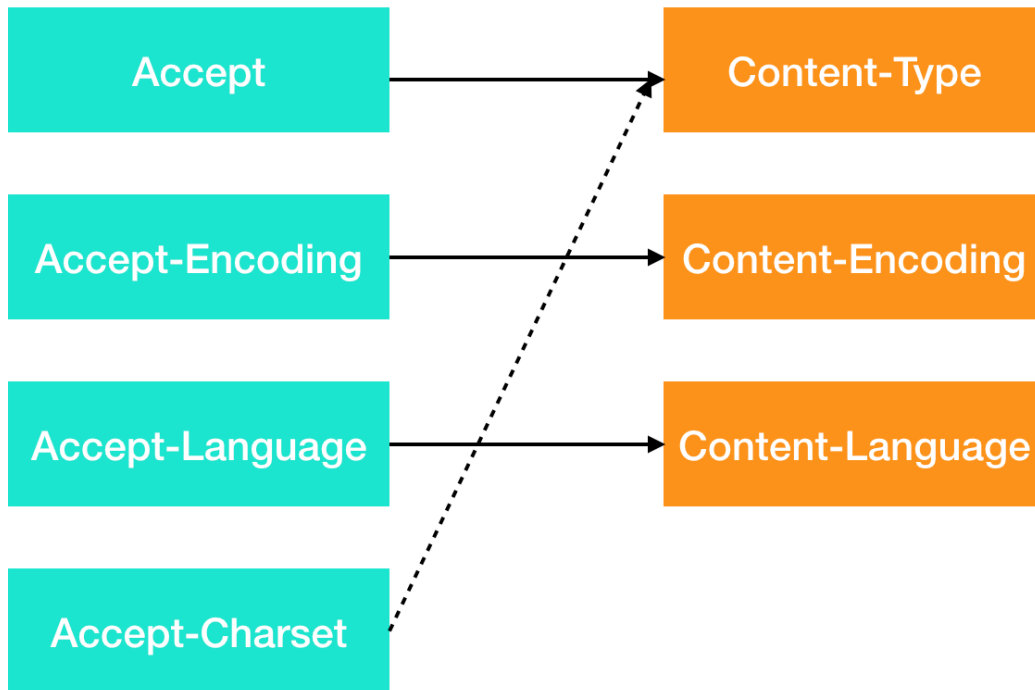 Accept
Content-Type
Accept-Encoding
Content-Encoding
Accept-Language
Content-Language
Accept-Charset